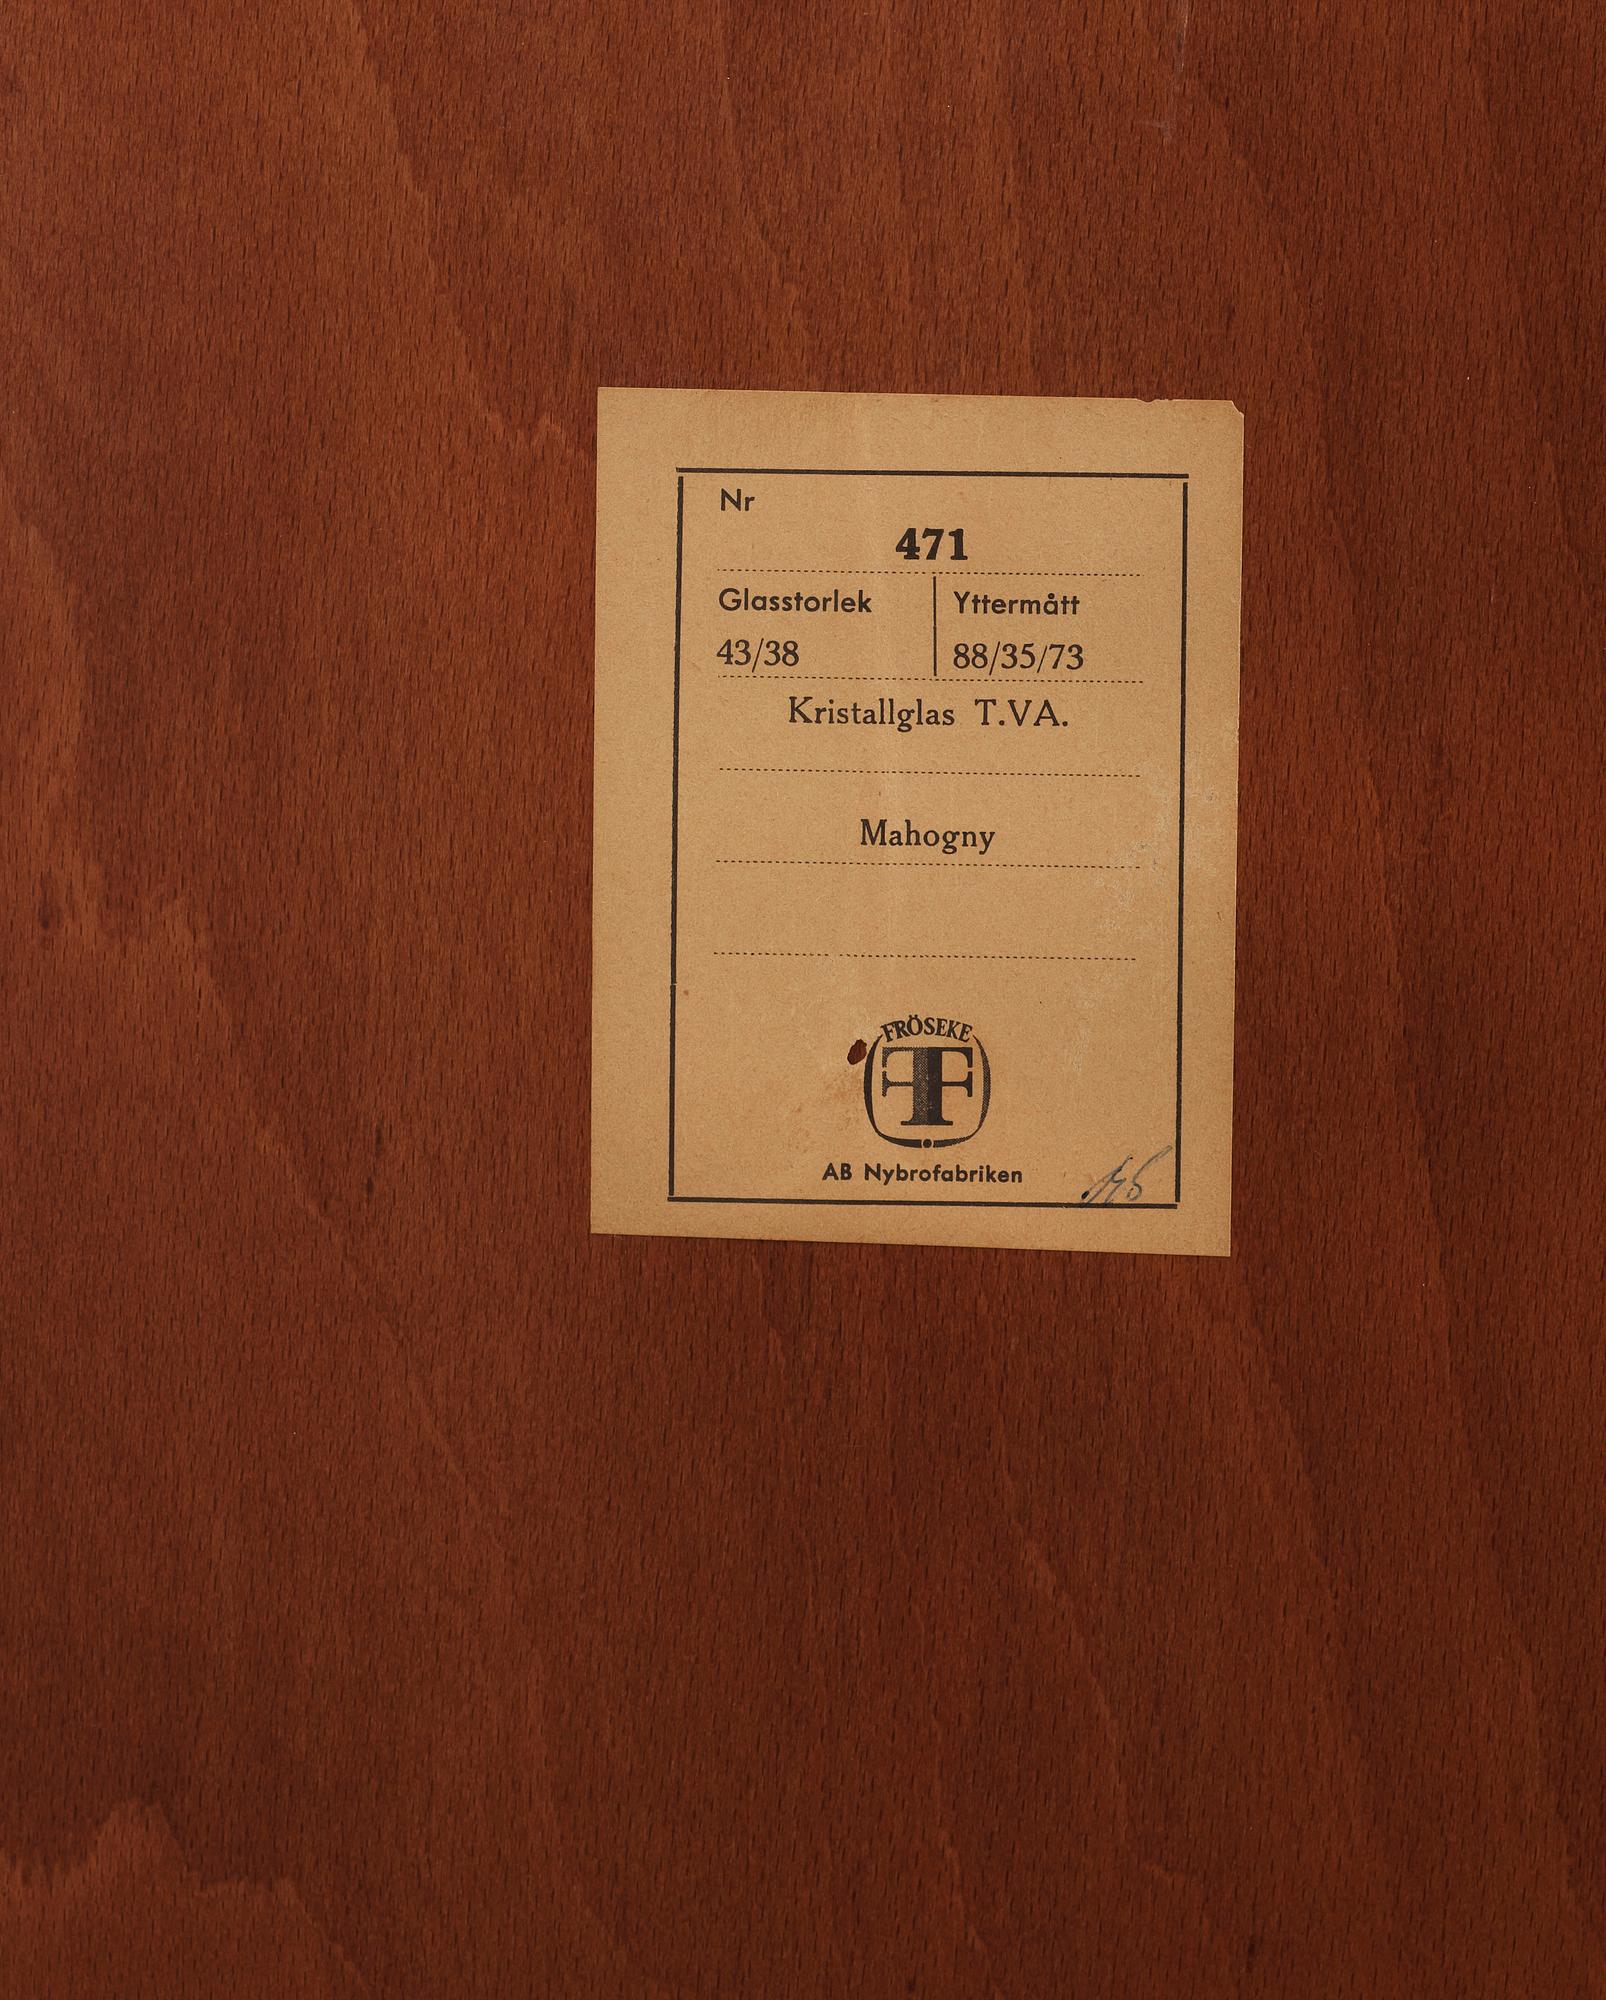 Nr
471
Glasstorlek Yttermått
43/38 88/35/73
Kristallglas T.VA.
Mahogny
FRÖSEKE
F
AB Nybrofabriken